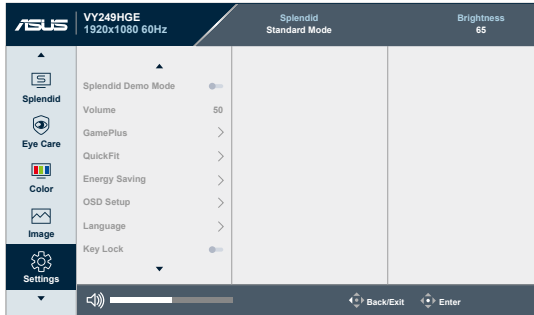 ASUS
VY249HGE
1920x1080 60Hz
Splendid
Standard Mode
Brightness
65
Splendid
Eye Care
Color
Image
Settings
Splendid Demo Mode
Volume 50
GamePlus
QuickFit
Energy Saving
OSD Setup
Language
Key Lock
Back/Exit
Enter